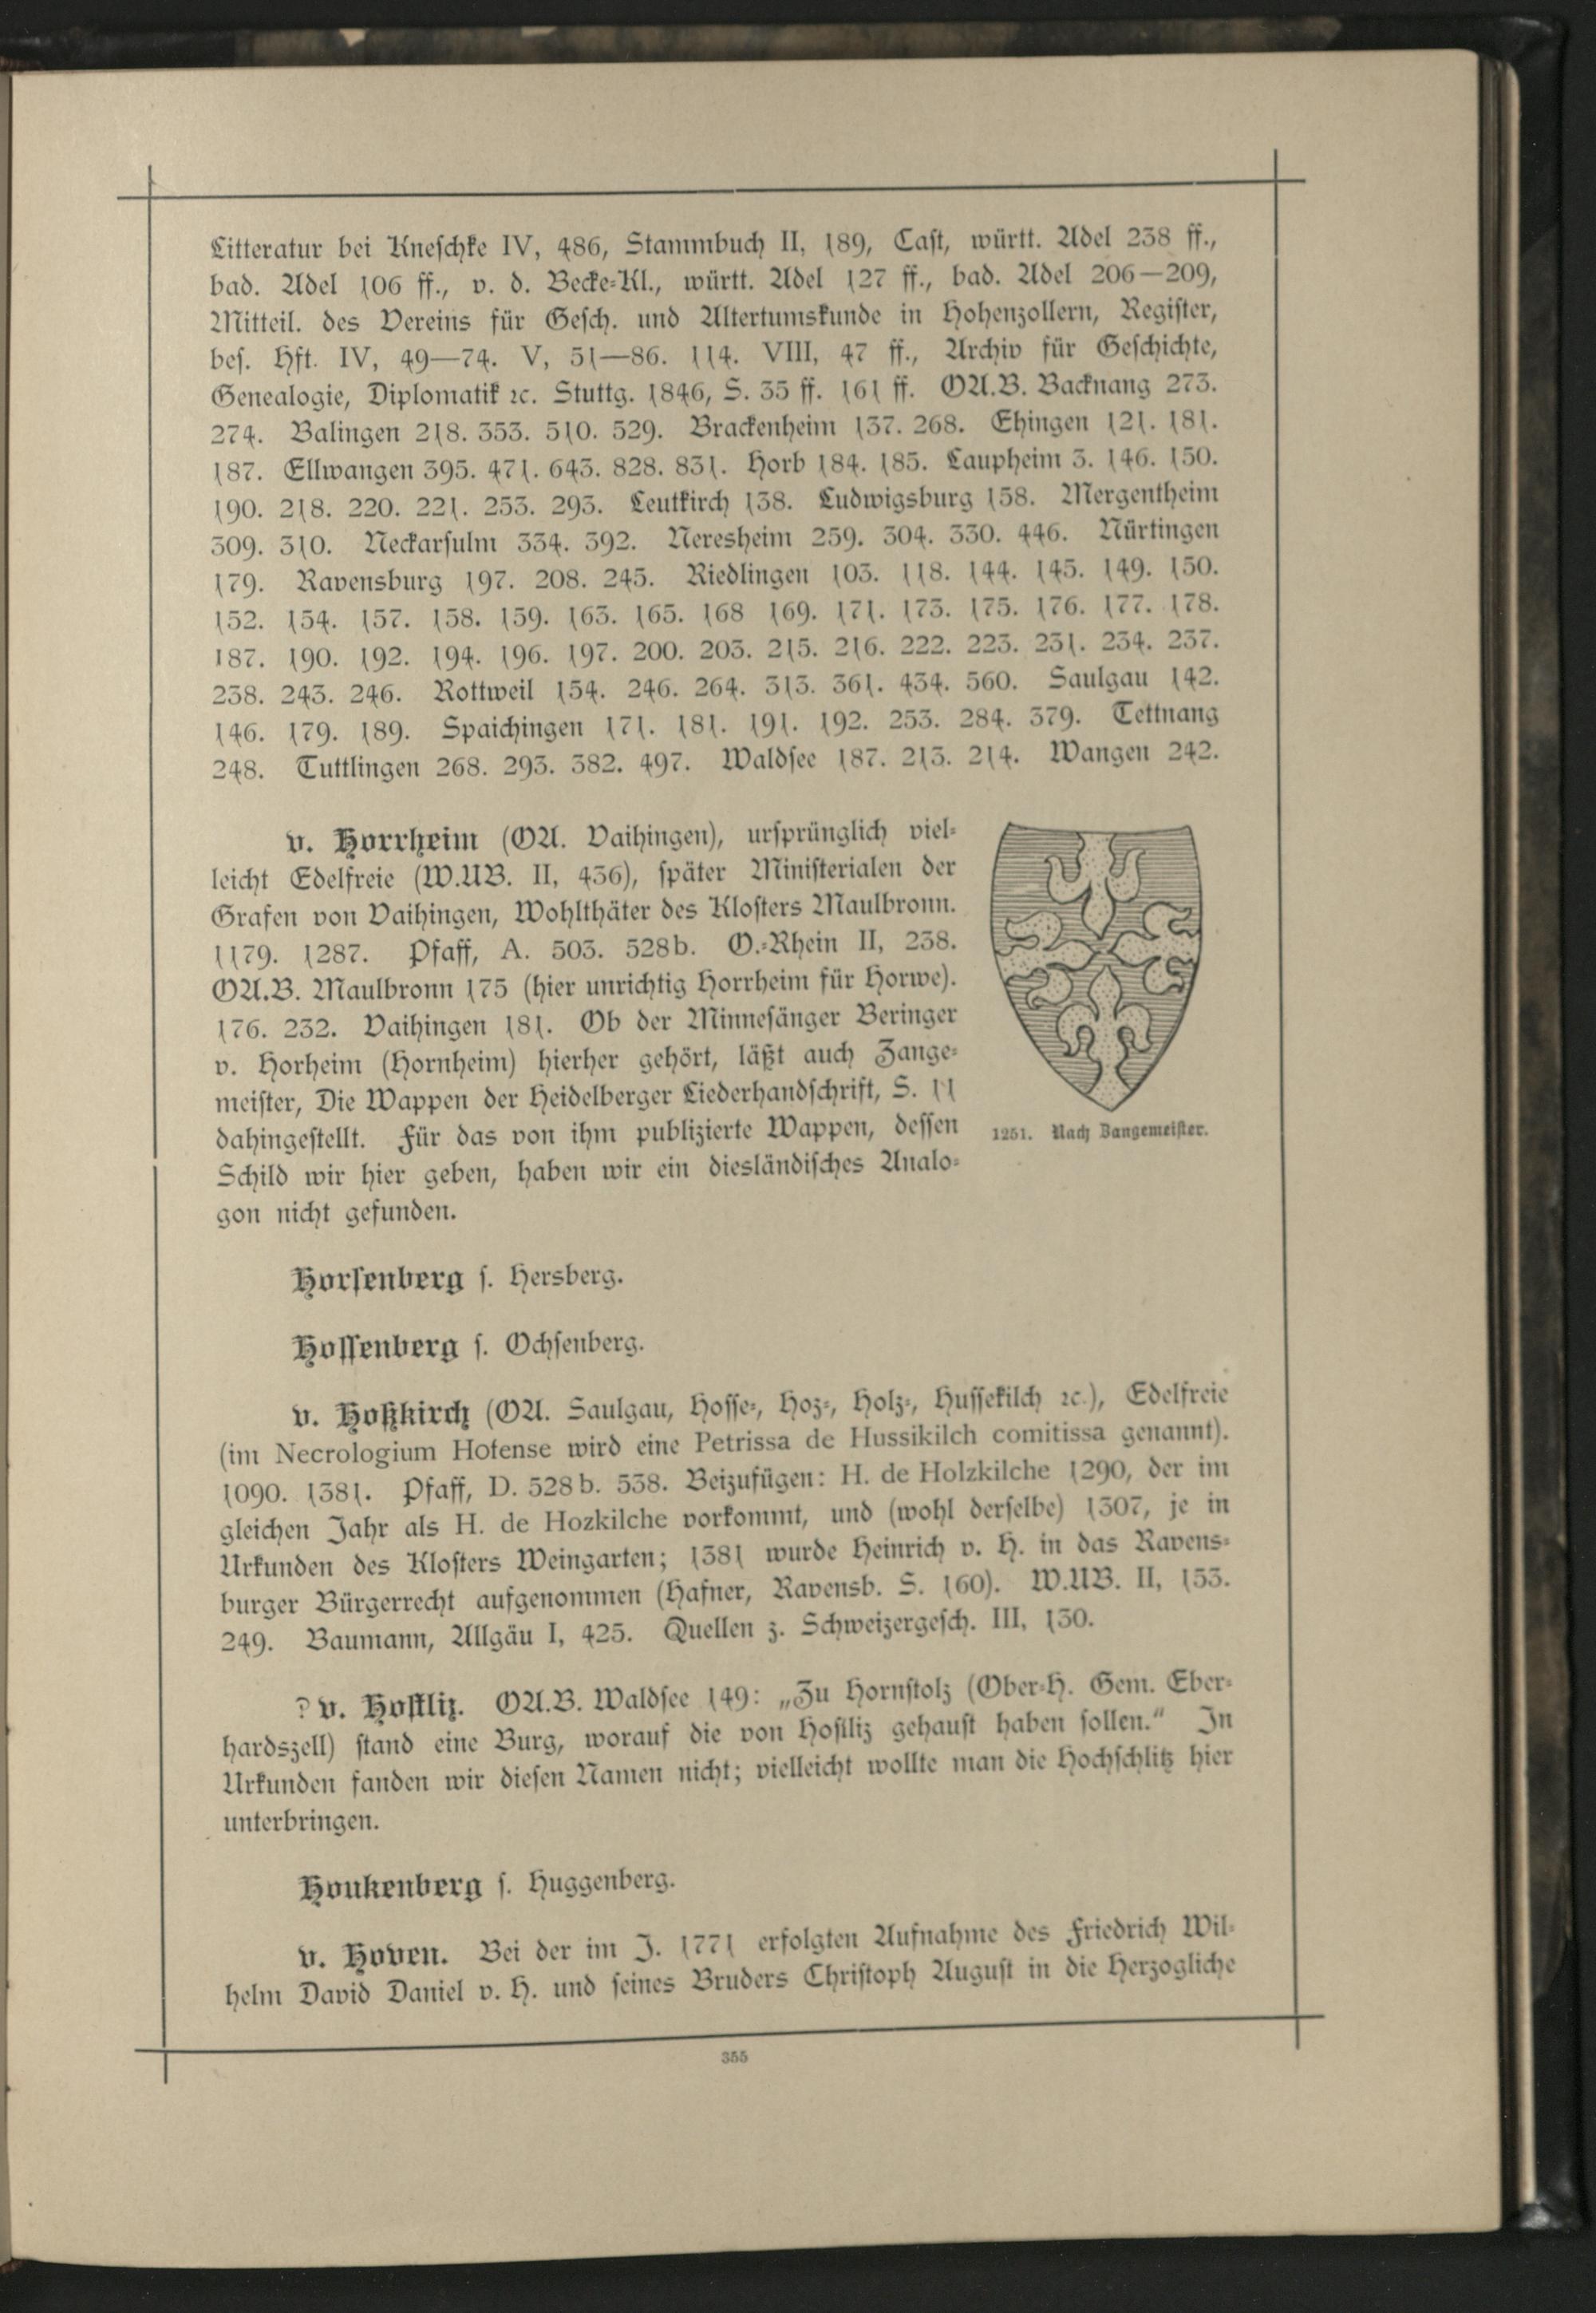 Litteratur bei Kneschke IV, 486, Stammbuch II, 189, Cast, württ. Adel 238 ff.,
bad. Adel 106 ff., v. d. Becke-Kl., württ. Adel 127 ff., bad. Adel 206—209,
Mitteil. des Vereins für Gesch. und Altertumskunde in Hohenzollern, Register,
bes. Hft. IV, 49—74. V, 51—86. 114. VIII, 47 ff., Archiv für Geschichte,
Genealogie, Diplomatik ꝛc. Stuttg. 1846, S. 35 ff. 161 ff. OA.B. Backnang 273.
274. Balingen 218. 353. 510. 529. Brackenheim 137. 268. Ehingen 121. 181.
187. Ellwangen 395. 471. 643. 828. 831. Horb 184. 185. Laupheim 3. 146. 150.
190. 218. 220. 221. 253. 293. Leutkirch 138. Ludwigsburg 158. Mergentheim
309. 310. Neckarsulm 334. 392. Neresheim 259. 304. 330. 446. Nürtingen
179. Ravensburg 197. 208. 245. Riedlingen 103. 118. 144. 145. 149. 150.
152. 154. 157. 158. 159. 163. 165. 168 169. 171. 173. 175. 176. 177. 178.
187. 190. 192. 194. 196. 197. 200. 203. 215. 216. 222. 223. 231. 234. 237.
238. 243. 246. Rottweil 154. 246. 264. 313. 361. 434. 560. Saulgau 142.
146. 179. 189. Spaichingen 171. 181. 191. 192. 253. 284. 379. Tettnang
248. Tuttlingen 268. 293. 382. 497. Waldsee 187. 213. 214. Wangen 242.
v. Horrheim (OA. Vaihingen), ursprünglich viel-
leicht Edelfreie (W.UB. II, 436), später Ministerialen der
Grafen von Vaihingen, Wohlthäter des Klosters Maulbronn.
1179. 1287. Pfaff, A. 503. 528b. O.-Rhein II, 238.
OA.B. Maulbronn 175 (hier unrichtig Horrheim für Horwe).
176. 232. Vaihingen 181. Ob der Minnesänger Beringer
v. Horheim (Hornheim) hierher gehört, läßt auch Zange-
meister, Die Wappen der Heidelberger Liederhandschrift, S. 11
dahingestellt. Für das von ihm publizierte Wappen, dessen
Schild wir hier geben, haben wir ein diesländisches Analo-
gon nicht gefunden.
1251. Nach Zangemeister.
Horsenberg s. Hersberg.
Hossenberg s. Ochsenberg.
v. Hoßkirch (OA. Saulgau, Hosse-, Hoz-, Holz-, Hussekilch ꝛc.), Edelfreie
(im Necrologium Hofense wird eine Petrissa de Hussikilch comitissa genannt).
1090. 1381. Pfaff, D. 528b. 538. Beizufügen: H. de Holzkilche 1290, der im
gleichen Jahr als H. de Hozkilche vorkommt, und (wohl derselbe) 1307, je in
Urkunden des Klosters Weingarten; 1381 wurde Heinrich v. H. in das Ravens-
burger Bürgerrecht aufgenommen (Hafner, Ravensb. S. 160). W.UB. II, 153.
249. Baumann, Allgäu I, 425. Quellen z. Schweizergesch. III, 130.
? v. Hostliz. OA.B. Waldsee 149: „Zu Hornstolz (Ober-H. Gem. Eber-
hardszell) stand eine Burg, worauf die von Hostliz gehaust haben sollen." In
Urkunden fanden wir diesen Namen nicht; vielleicht wollte man die Hochschlitz hier
unterbringen.
Houkenberg s. Huggenberg.
v. Hoven. Bei der im J. 1771 erfolgten Aufnahme des Friedrich Wil-
helm David Daniel v. H. und seines Bruders Christoph August in die Herzogliche
355